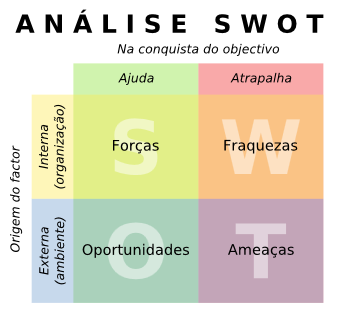 ANÁLISE SWOT
Na conquista do objectivo
Ajuda
Atrapalha
Origem do factor
Interna
(organização)
S
Forças
W
Fraquezas
Externa
(ambiente)
O
Oportunidades
T
Ameaças